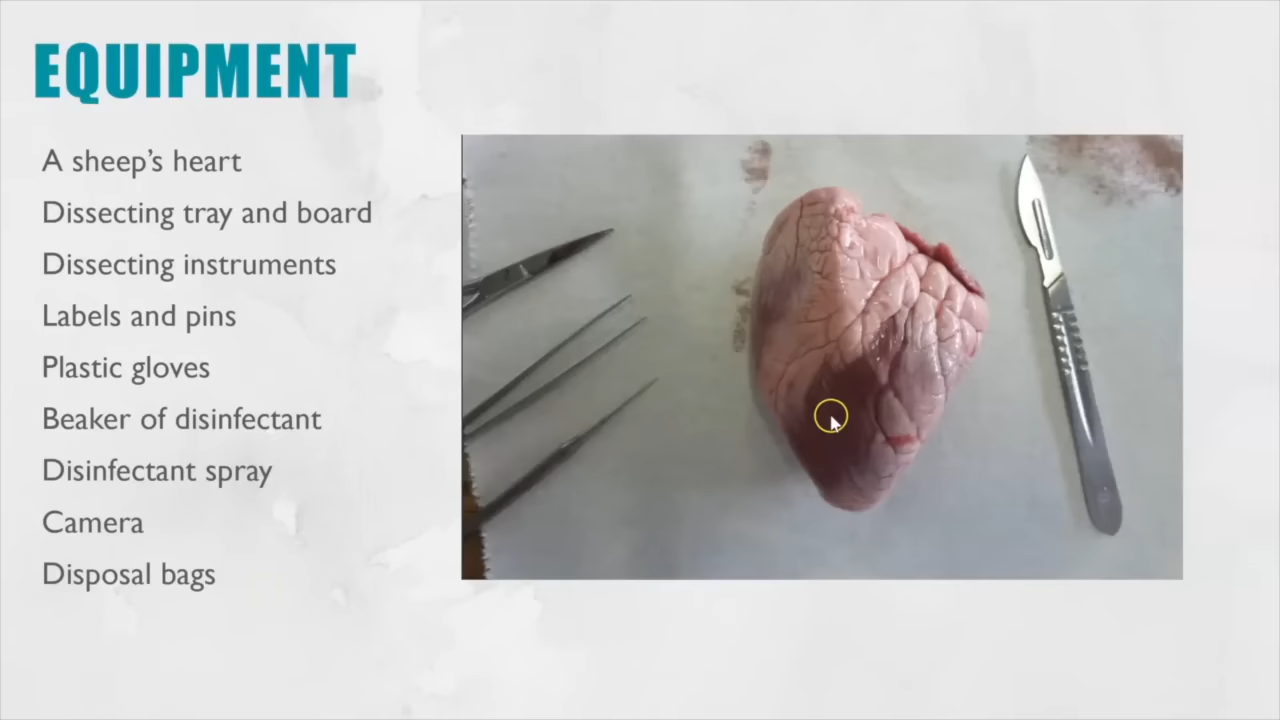 EQUIPMENT
A sheep’s heart
Dissecting tray and board
Dissecting instruments
Labels and pins
Plastic gloves
Beaker of disinfectant
Disinfectant spray
Camera
Disposal bags